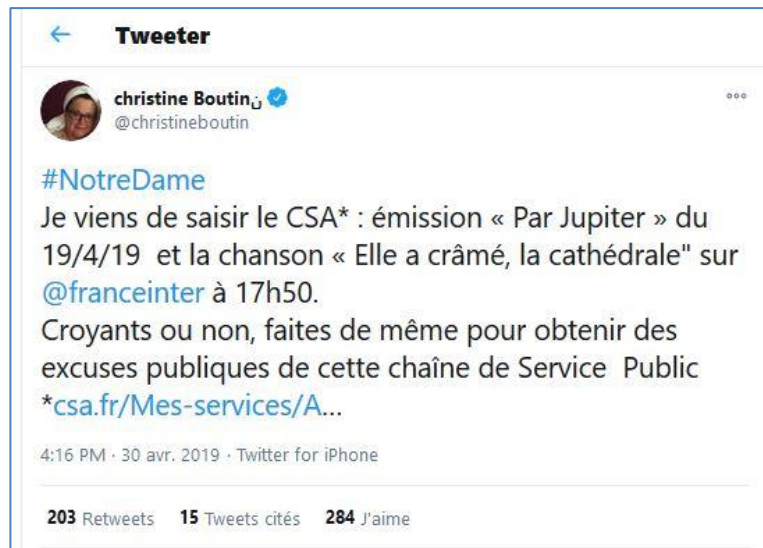 ← Tweeter
christine Boutinن
@christineboutin
#NotreDame
Je viens de saisir le CSA* : émission « Par Jupiter » du
19/4/19 et la chanson « Elle a crâmé, la cathédrale" sur
@franceinter à 17h50.
Croyants ou non, faites de même pour obtenir des
excuses publiques de cette chaîne de Service Public
*csa.fr/Mes-services/A...
4:16 PM · 30 avr. 2019 · Twitter for iPhone
203 Retweets 15 Tweets cités 284 J'aime